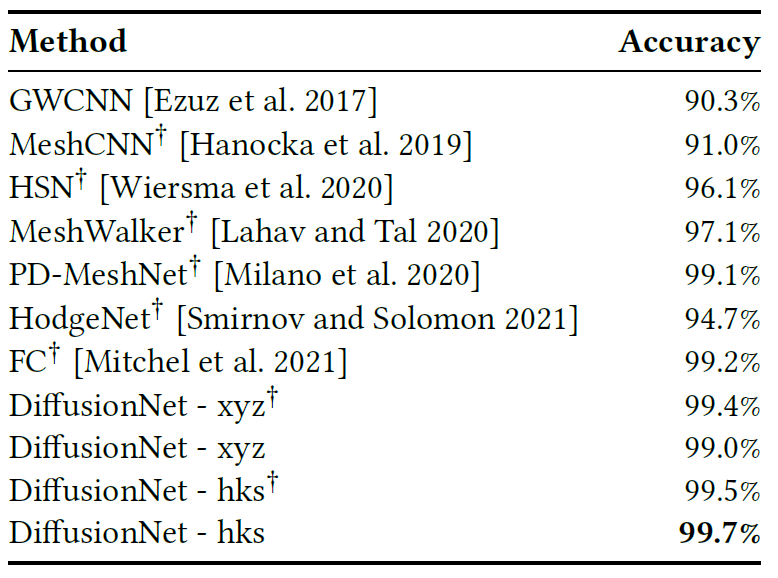 Method Accuracy
GWCNN [Ezuz et al. 2017] 90.3%
MeshCNN† [Hanocka et al. 2019] 91.0%
HSN† [Wiersma et al. 2020] 96.1%
MeshWalker† [Lahav and Tal 2020] 97.1%
PD-MeshNet† [Milano et al. 2020] 99.1%
HodgeNet† [Smirnov and Solomon 2021] 94.7%
FC† [Mitchel et al. 2021] 99.2%
DiffusionNet - xyz† 99.4%
DiffusionNet - xyz 99.0%
DiffusionNet - hks† 99.5%
DiffusionNet - hks 99.7%